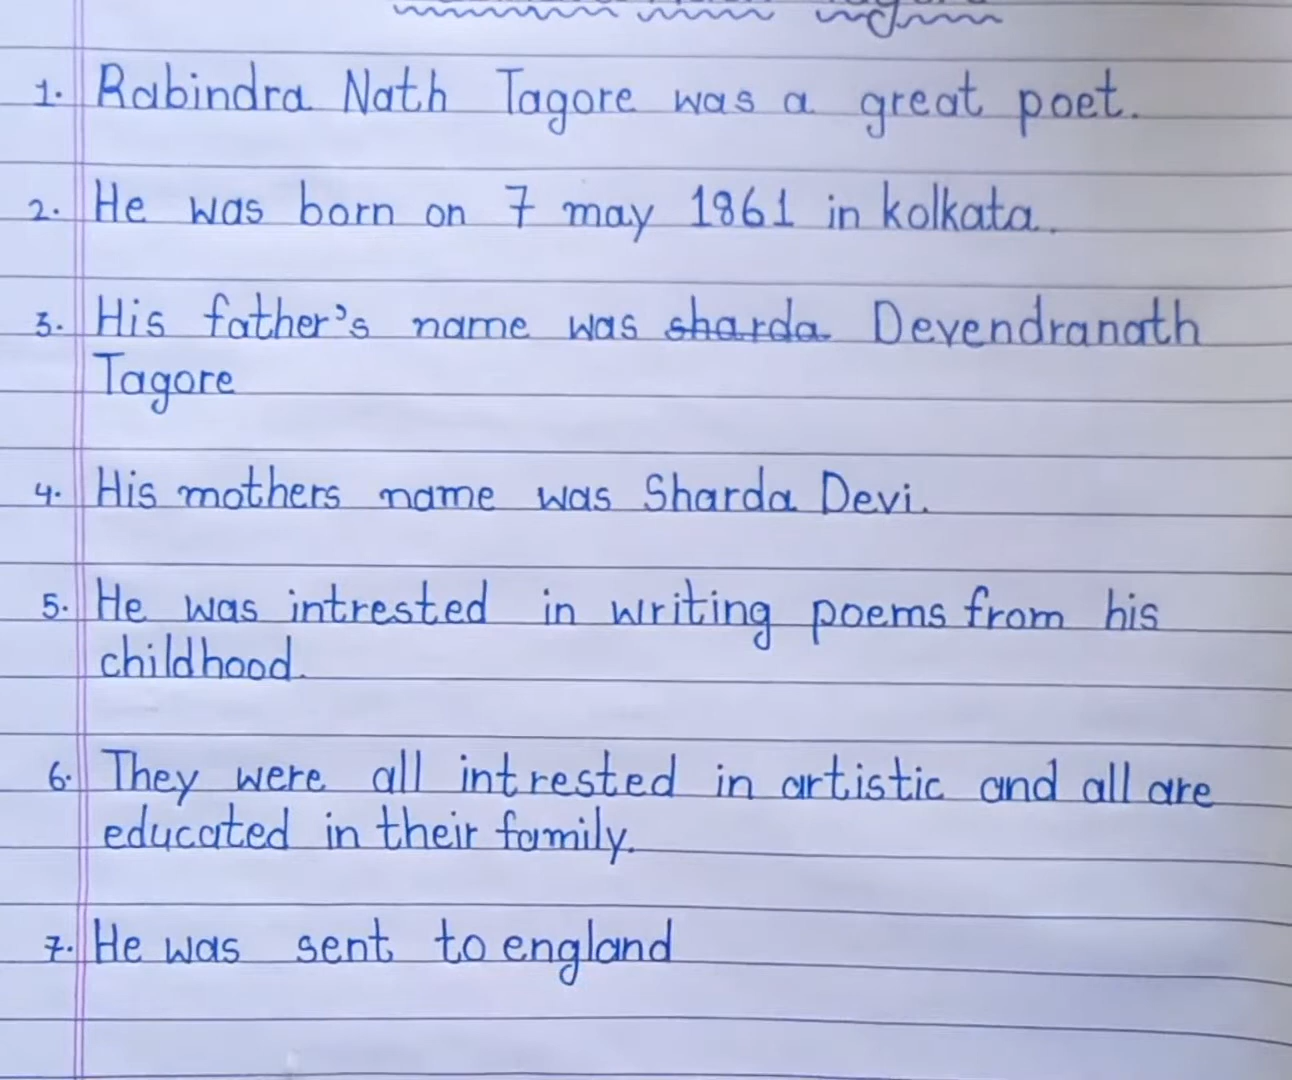 1. Rabindra Nath Tagore was a great poet.
2. He was born on 7 may 1861 in kolkata.
3. His father's name was sharda Devendranath
Tagore
4. His mothers name was Sharda Devi.
5. He was intrested in writing poems from his
childhood.
6. They were all intrested in artistic and all are
educated in their family.
7. He was sent to england